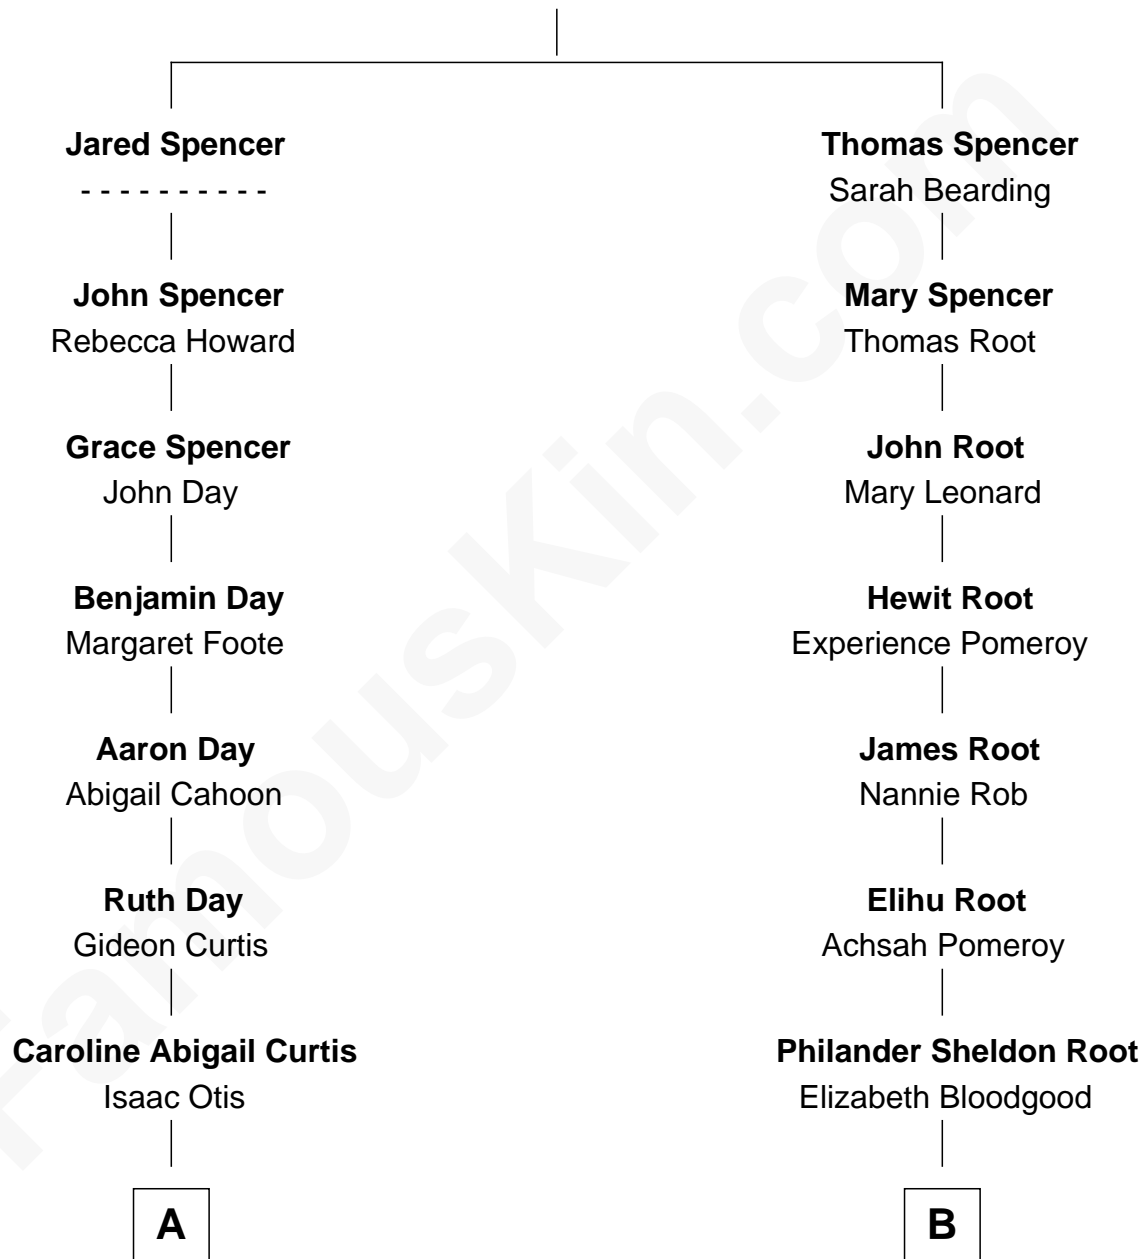 Jared Spencer
- - - - - - - - - -
John Spencer
Rebecca Howard
Grace Spencer
John Day
Benjamin Day
Margaret Foote
Aaron Day
Abigail Cahoon
Ruth Day
Gideon Curtis
Caroline Abigail Curtis
Isaac Otis
A
Thomas Spencer
Sarah Bearding
Mary Spencer
Thomas Root
John Root
Mary Leonard
Hewit Root
Experience Pomeroy
James Root
Nannie Rob
Elihu Root
Achsah Pomeroy
Philander Sheldon Root
Elizabeth Bloodgood
B
FamousKin.com